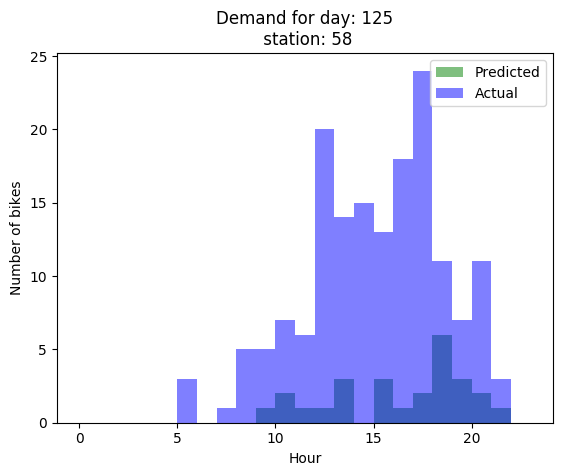 Demand for day: 125
station: 58
Predicted
Actual
Number of bikes
25
20
15
10
5
0
0 5 10 15 20
Hour